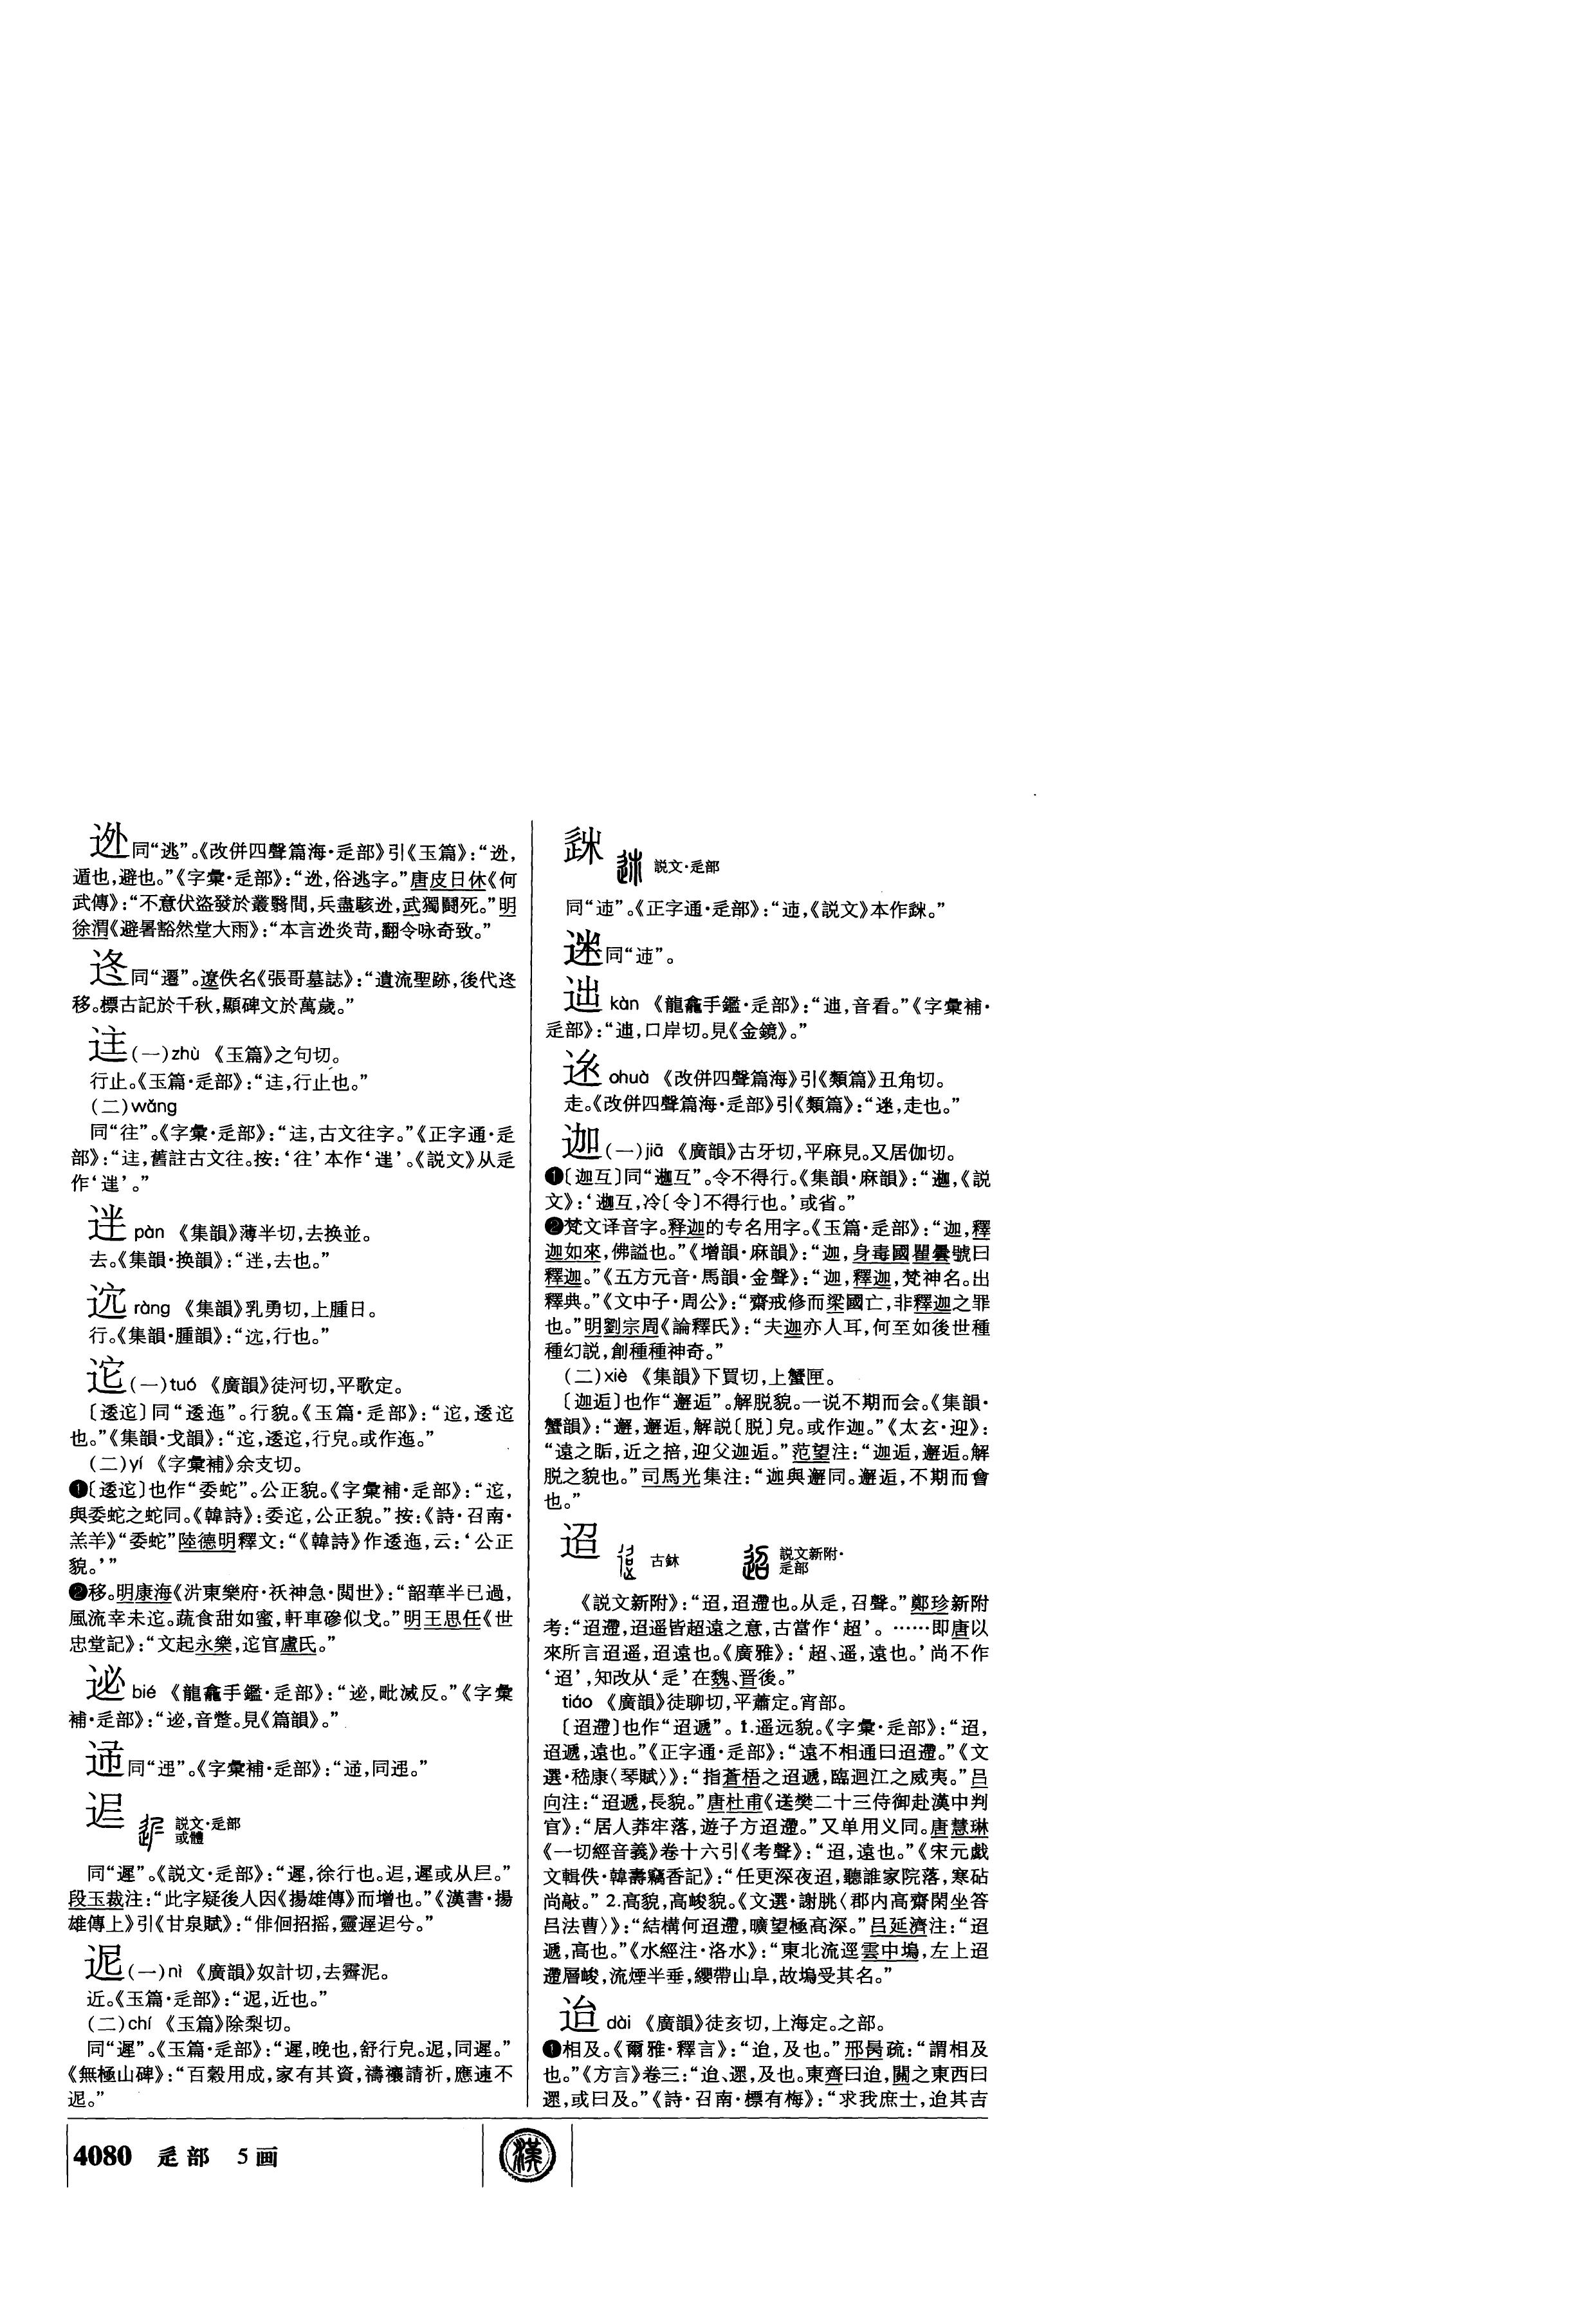 迯同“逃”。《改併四聲篇海·辵部》引《玉篇》：“迯，
遁也，避也。”《字彙·辵部》：“迯，俗逃字。”唐皮日休《何
武傳》：“不意伏盜發於叢翳間，兵盡駭迯，武獨鬭死。”明
徐渭《避暑豁然堂大雨》：“本言迯炎苛，翻令咏奇致。”
迻同“遷”。遼佚名《張哥墓誌》：“遺流聖跡，後代
移。標古記於千秋，顯碑文於萬歲。”
迬(一)zhù 《玉篇》之句切。
行止。《玉篇·辵部》：“迬，行止也。”
(二)wǎng
同“往”。《字彙·辵部》：“迬，古文往字。”《正字通·辵
部》：“迬，舊註古文往。按：‘往’本作‘𨓹’。《説文》从辵
作‘𨓹’。”
迸 pàn 《集韻》薄半切，去换並。
去。《集韻·换韻》：“，去也。”
 ràng 《集韻》乳勇切，上腫日。
行。《集韻·腫韻》：“，行也。”
迱(一)tuó 《廣韻》徒河切，平歌定。
〔逶迱〕同“逶迤”。行貌。《玉篇·辵部》：“迱，逶迱
也。”《集韻·戈韻》：“迱，逶迱，行皃。或作迤。”
(二)yí 《字彙補》余支切。
❶〔逶迱〕也作“委蛇”。公正貌。《字彙補·辵部》：“迱，
與委蛇之蛇同。《韓詩》：委迱，公正貌。”按：《詩·召南·
羔羊》“委蛇”陸德明釋文：“《韓詩》作逶迤，云：‘公正
貌。’”
❷移。明康海《沜東樂府·袄神急·閲世》：“韶華半已過，
風流幸未迱。蔬食甜如蜜，軒車磣似戈。”明王思任《世
忠堂記》：“文起永樂，迱官盧氏。”
䢌 bié 《龍龕手鑑·辵部》：“䢌，毗滅反。”《字彙
補·辵部》：“䢌，音蹩。見《篇韻》。”
同“迊”。《字彙補·辵部》：“，同。”
𨒈 説文·辵部
或體
同“遲”。《説文·辵部》：“遲，徐行也。𨒈，遲或从𡰥。”
段玉裁注：“此字疑後人因《揚雄傳》而增也。”《漢書·揚
雄傳上》引《甘泉賦》：“俳佪招摇，靈遅𨒈兮。”
迡(一)nì 《廣韻》奴計切，去霽泥。
近。《玉篇·辵部》：“迡，近也。”
(二)chí 《玉篇》除梨切。
同“遲”。《玉篇·辵部》：“遲，晚也，舒行皃。迡，同遲。”
《無極山碑》：“百穀用成，家有其資，禱禳請祈，應速不
迡。”
 説文·辵部
同“述”。《正字通·辵部》：“，《説文》本作。”
同“”。
 kàn 《龍龕手鑑·辵部》：“，音看。”《字彙補·
辵部》：“，口岸切。見《金鏡》。”
 ohuà 《改併四聲篇海》引《類篇》丑角切。
走。《改併四聲篇海·辵部》引《類篇》：“，走也。”
迦(一)jiā 《廣韻》古牙切，平麻見。又居伽切。
❶〔迦互〕同“𨓹互”。令不得行。《集韻·麻韻》：“，《説
文》：‘互，冷〔令〕不得行也。’或省。”
❷梵文译音字。释迦的专名用字。《玉篇·辵部》：“迦，釋
迦如來，佛謚也。”《增韻·麻韻》：“迦，身毒國瞿曇號曰
釋迦。”《五方元音·馬韻·金聲》：“迦，釋迦，梵神名。出
釋典。”《文中子·周公》：“齋戒修而梁國亡，非釋迦之罪
也。”明劉宗周《論釋氏》：“夫迦亦人耳，何至如後世種
種幻説，創種種神奇。”
(二)xiè 《集韻》下買切，上蟹匣。
〔迦逅〕也作“邂逅”。解脱貌。一说不期而会。《集韻·
蟹韻》：“邂，邂逅，解説〔脱〕皃。或作迦。”《太玄·迎》：
“遠之䀢，近之掊，迎父迦逅。”范望注：“迦逅，邂逅。解
脱之貌也。”司馬光集注：“迦與邂同。邂逅，不期而會
也。”
迢 古鉥 説文新附·
辵部
《説文新附》：“迢，迢遰也。从辵，召聲。”鄭珍新附
考：“迢遰，迢遥皆超遠之意，古當作‘超’。……即唐以
來所言迢遥，迢遠也。《廣雅》：‘超、遥，遠也。’尚不作
‘迢’，知改从‘辵’在魏、晋後。”
tiáo 《廣韻》徒聊切，平蕭定。宵部。
〔迢遰〕也作“迢遞”。1.遥远貌。《字彙·辵部》：“迢，
迢遞，遠也。”《正字通·辵部》：“遠不相通曰迢遰。”《文
選·嵇康〈琴賦〉》：“指蒼梧之迢遞，臨迴江之威夷。”吕
向注：“迢遞，長貌。”唐杜甫《送樊二十三侍御赴漢中判
官》：“居人莽牢落，遊子方迢遰。”又单用义同。唐慧琳
《一切經音義》卷十六引《考聲》：“迢，遠也。”《宋元戲
文輯佚·韓壽竊香記》：“任更深夜迢，聽誰家院落，寒砧
尚敲。” 2.高貌，高峻貌。《文選·謝朓〈郡内高齋閑坐答
吕法曹〉》：“結構何迢遰，曠望極高深。”吕延濟注：“迢
遞，高也。”《水經注·洛水》：“東北流逕雲中塢，左上迢
遰層峻，流煙半垂，纓帶山阜，故塢受其名。”
迨 dài 《廣韻》徒亥切，上海定。之部。
❶相及。《爾雅·釋言》：“迨，及也。”邢昺疏：“謂相及
也。”《方言》卷三：“迨、遝，及也。東齊曰迨，關之東西曰
遝，或曰及。”《詩·召南·摽有梅》：“求我庶士，迨其吉
4080 辵部 5画
漢